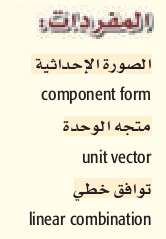 المفردات:
الصورة الإحداثية
component form
متجه الوحدة
unit vector
توافق خطي
linear combination